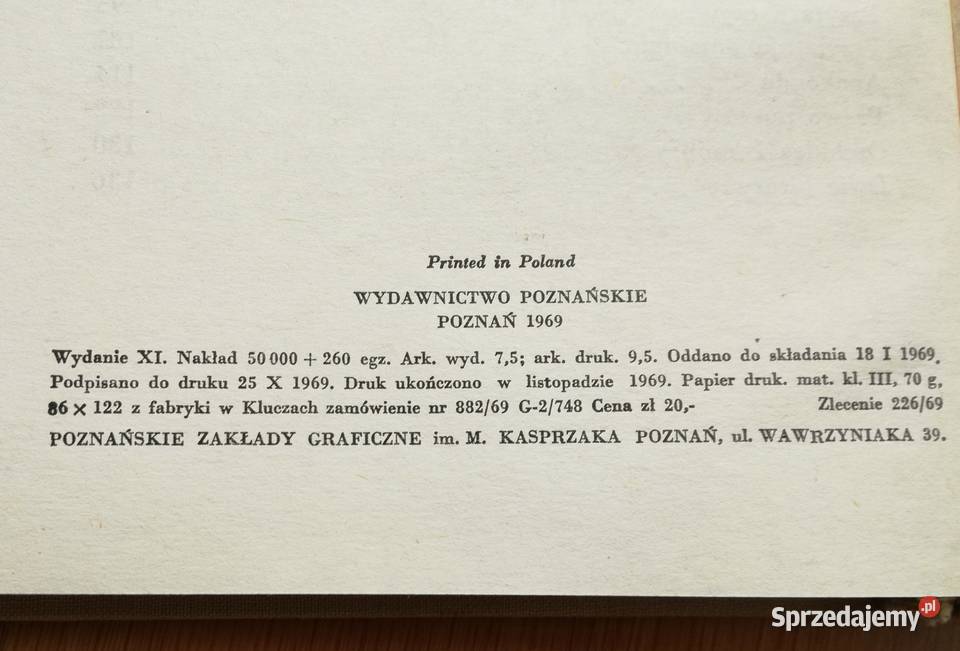 Printed in Poland
WYDAWNICTWO POZNAŃSKIE
POZNAŃ 1969
Wydanie XI. Nakład 50 000 + 260 egz. Ark. wyd. 7,5; ark. druk. 9,5. Oddano do składania 18 I 1969.
Podpisano do druku 25 X 1969. Druk ukończono w listopadzie 1969. Papier druk. mat. kl. III, 70 g,
86 × 122 z fabryki w Kluczach zamówienie nr 882/69 G-2/748 Cena zł 20,- Zlecenie 226/69
POZNAŃSKIE ZAKŁADY GRAFICZNE im. M. KASPRZAKA POZNAŃ, ul. WAWRZYNIAKA 39.
Sprzedajemy.pl